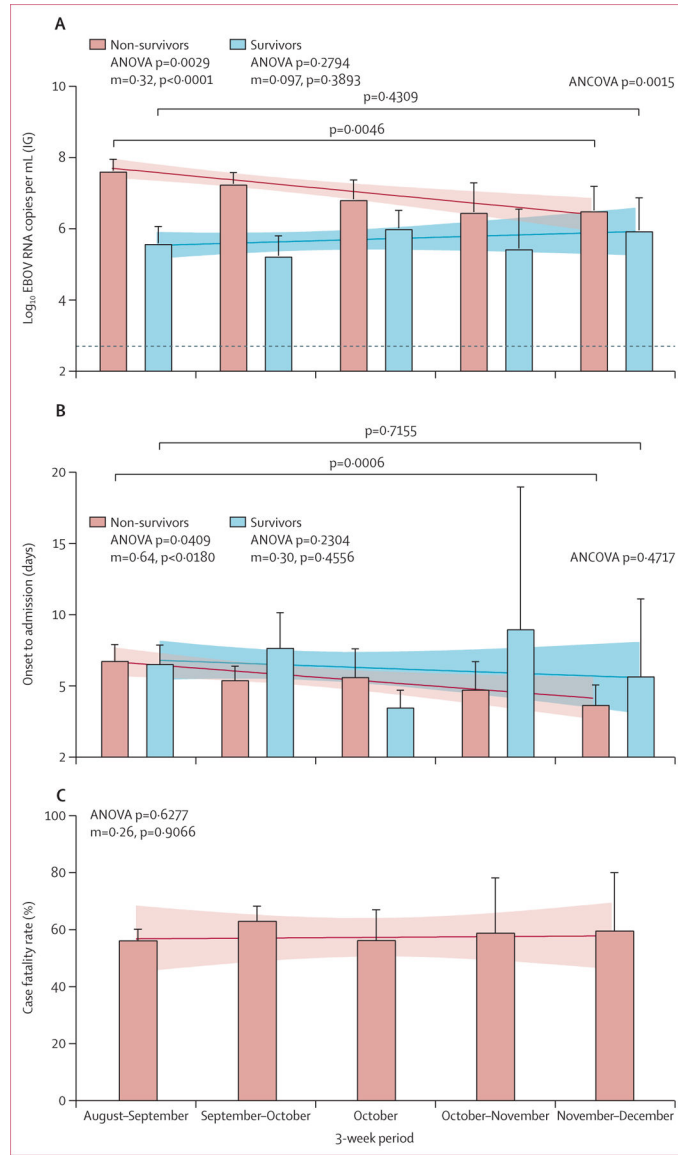 A
Non-survivors
ANOVA p=0·0029
m=0·32, p<0·0001
Survivors
ANOVA p=0·2794
m=0·097, p=0·3893
ANCOVA p=0·0015
p=0·4309
p=0·0046
Log₁₀ EBOV RNA copies per mL (IG)
10
8
6
4
2
B
p=0·7155
p=0·0006
Non-survivors
ANOVA p=0·0409
m=0·64, p<0·0180
Survivors
ANOVA p=0·2304
m=0·30, p=0·4556
ANCOVA p=0·4717
Onset to admission (days)
20
15
10
5
2
C
ANOVA p=0·6277
m=0·26, p=0·9066
Case fatality rate (%)
100
80
60
40
20
0
August–September
September–October
October
October–November
November–December
3-week period